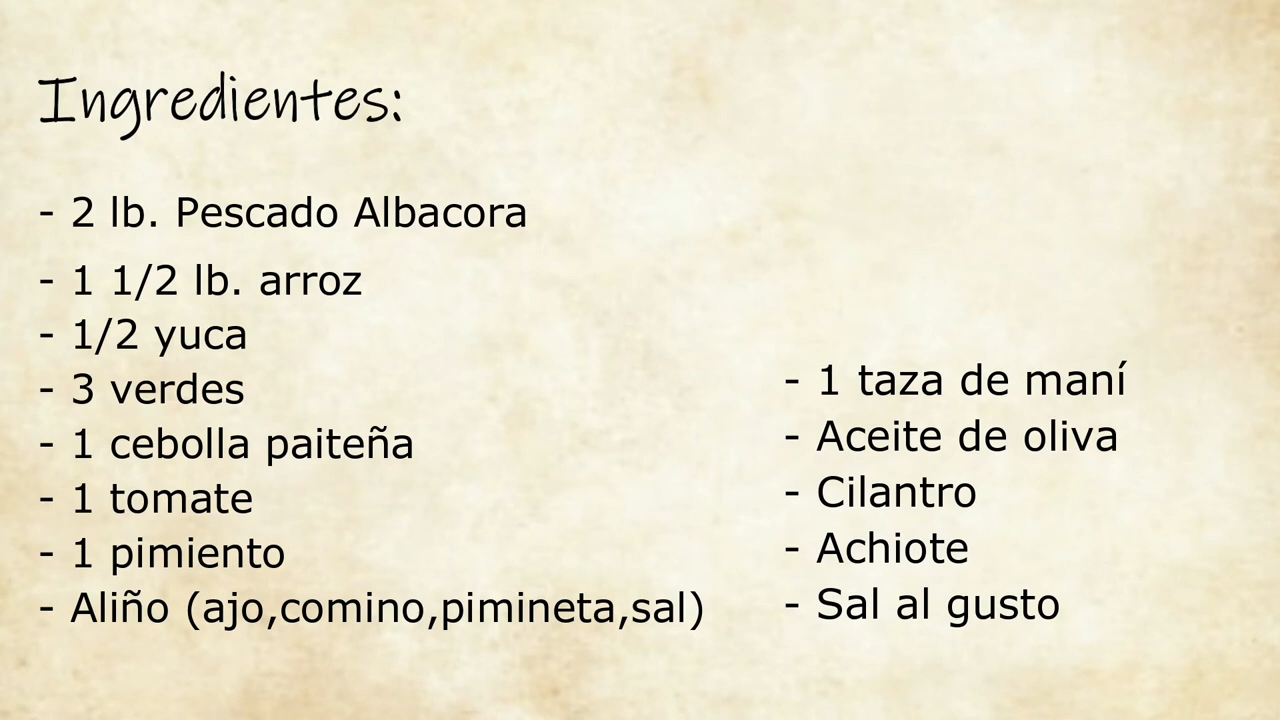 Ingredientes:
- 2 lb. Pescado Albacora
- 1 1/2 lb. arroz
- 1/2 yuca
- 3 verdes
- 1 cebolla paiteña
- 1 tomate
- 1 pimiento
- Aliño (ajo,comino,pimineta,sal)
- 1 taza de maní
- Aceite de oliva
- Cilantro
- Achiote
- Sal al gusto